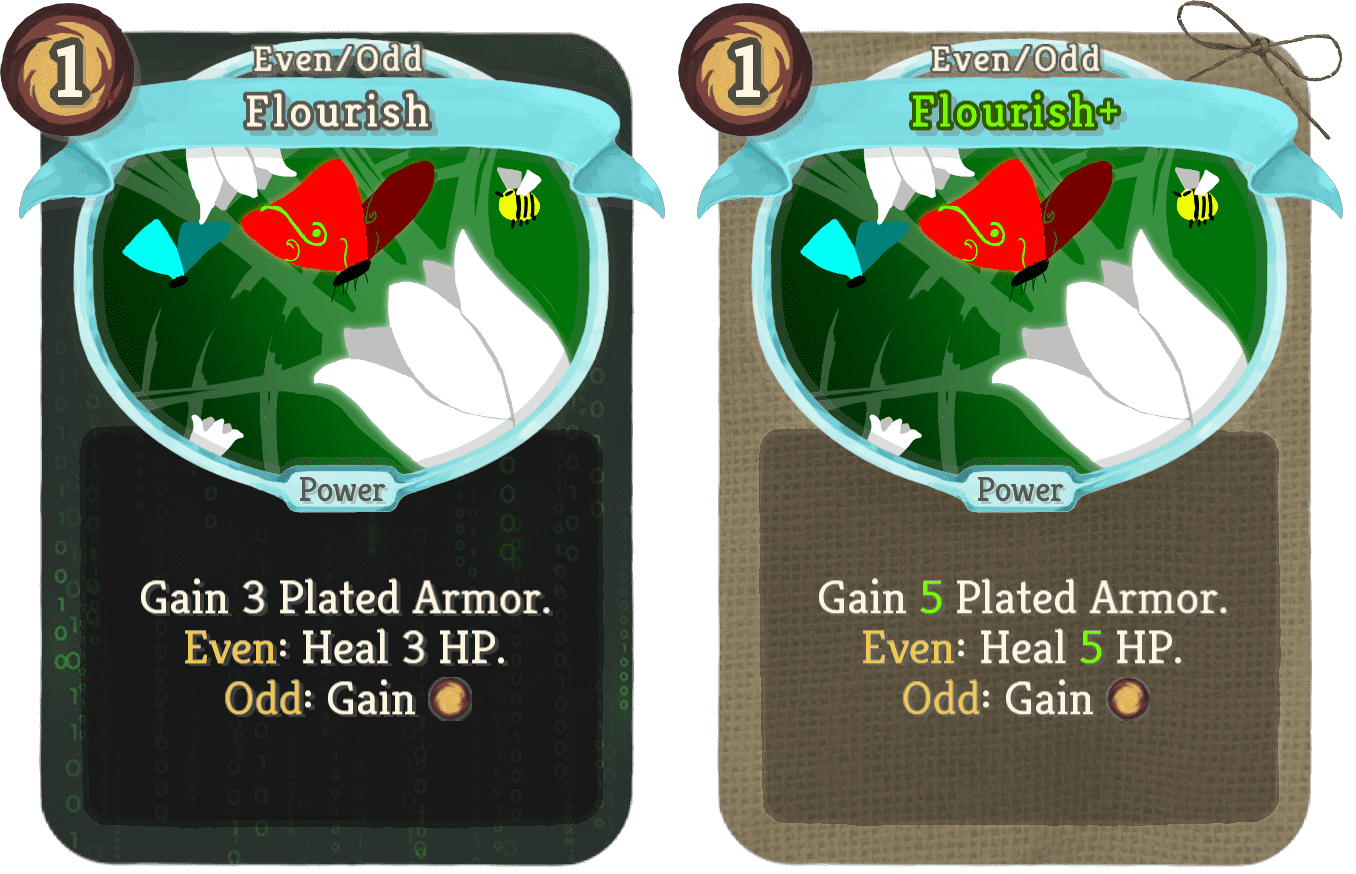 1
Even/Odd
Flourish
Power
Gain 3 Plated Armor.
Even: Heal 3 HP.
Odd: Gain
1
Even/Odd
Flourish+
Power
Gain 5 Plated Armor.
Even: Heal 5 HP.
Odd: Gain